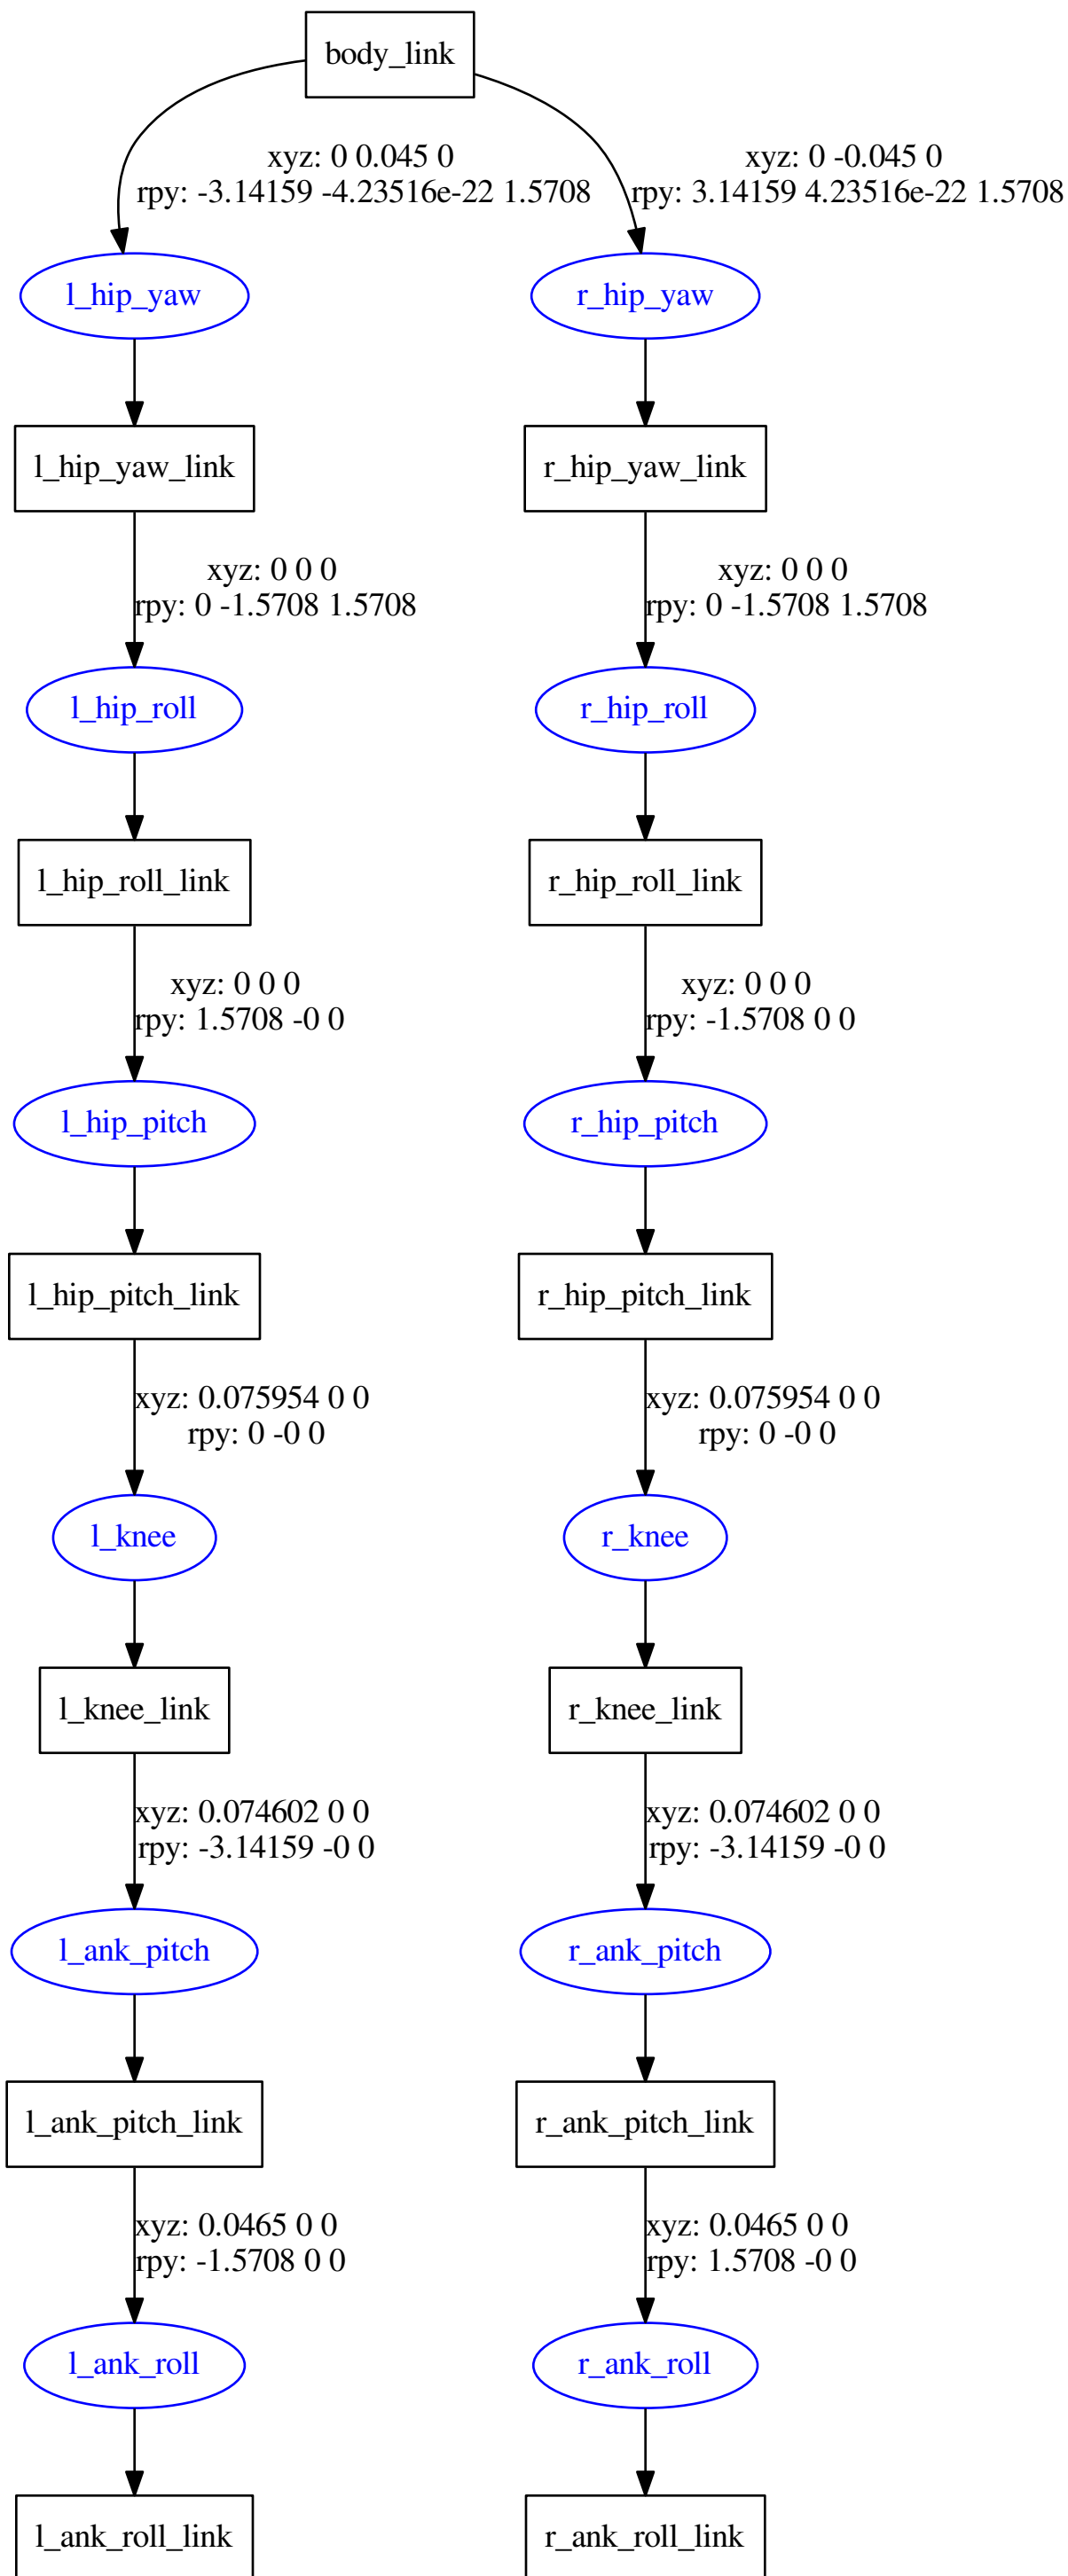 body_link
xyz: 0 0.045 0
rpy: -3.14159 -4.23516e-22 1.5708
xyz: 0 -0.045 0
rpy: 3.14159 4.23516e-22 1.5708
l_hip_yaw
r_hip_yaw
l_hip_yaw_link
r_hip_yaw_link
xyz: 0 0 0
rpy: 0 -1.5708 1.5708
xyz: 0 0 0
rpy: 0 -1.5708 1.5708
l_hip_roll
r_hip_roll
l_hip_roll_link
r_hip_roll_link
xyz: 0 0 0
rpy: 1.5708 -0 0
xyz: 0 0 0
rpy: -1.5708 0 0
l_hip_pitch
r_hip_pitch
l_hip_pitch_link
r_hip_pitch_link
xyz: 0.075954 0 0
rpy: 0 -0 0
xyz: 0.075954 0 0
rpy: 0 -0 0
l_knee
r_knee
l_knee_link
r_knee_link
xyz: 0.074602 0 0
rpy: -3.14159 -0 0
xyz: 0.074602 0 0
rpy: -3.14159 -0 0
l_ank_pitch
r_ank_pitch
l_ank_pitch_link
r_ank_pitch_link
xyz: 0.0465 0 0
rpy: -1.5708 0 0
xyz: 0.0465 0 0
rpy: 1.5708 -0 0
l_ank_roll
r_ank_roll
l_ank_roll_link
r_ank_roll_link